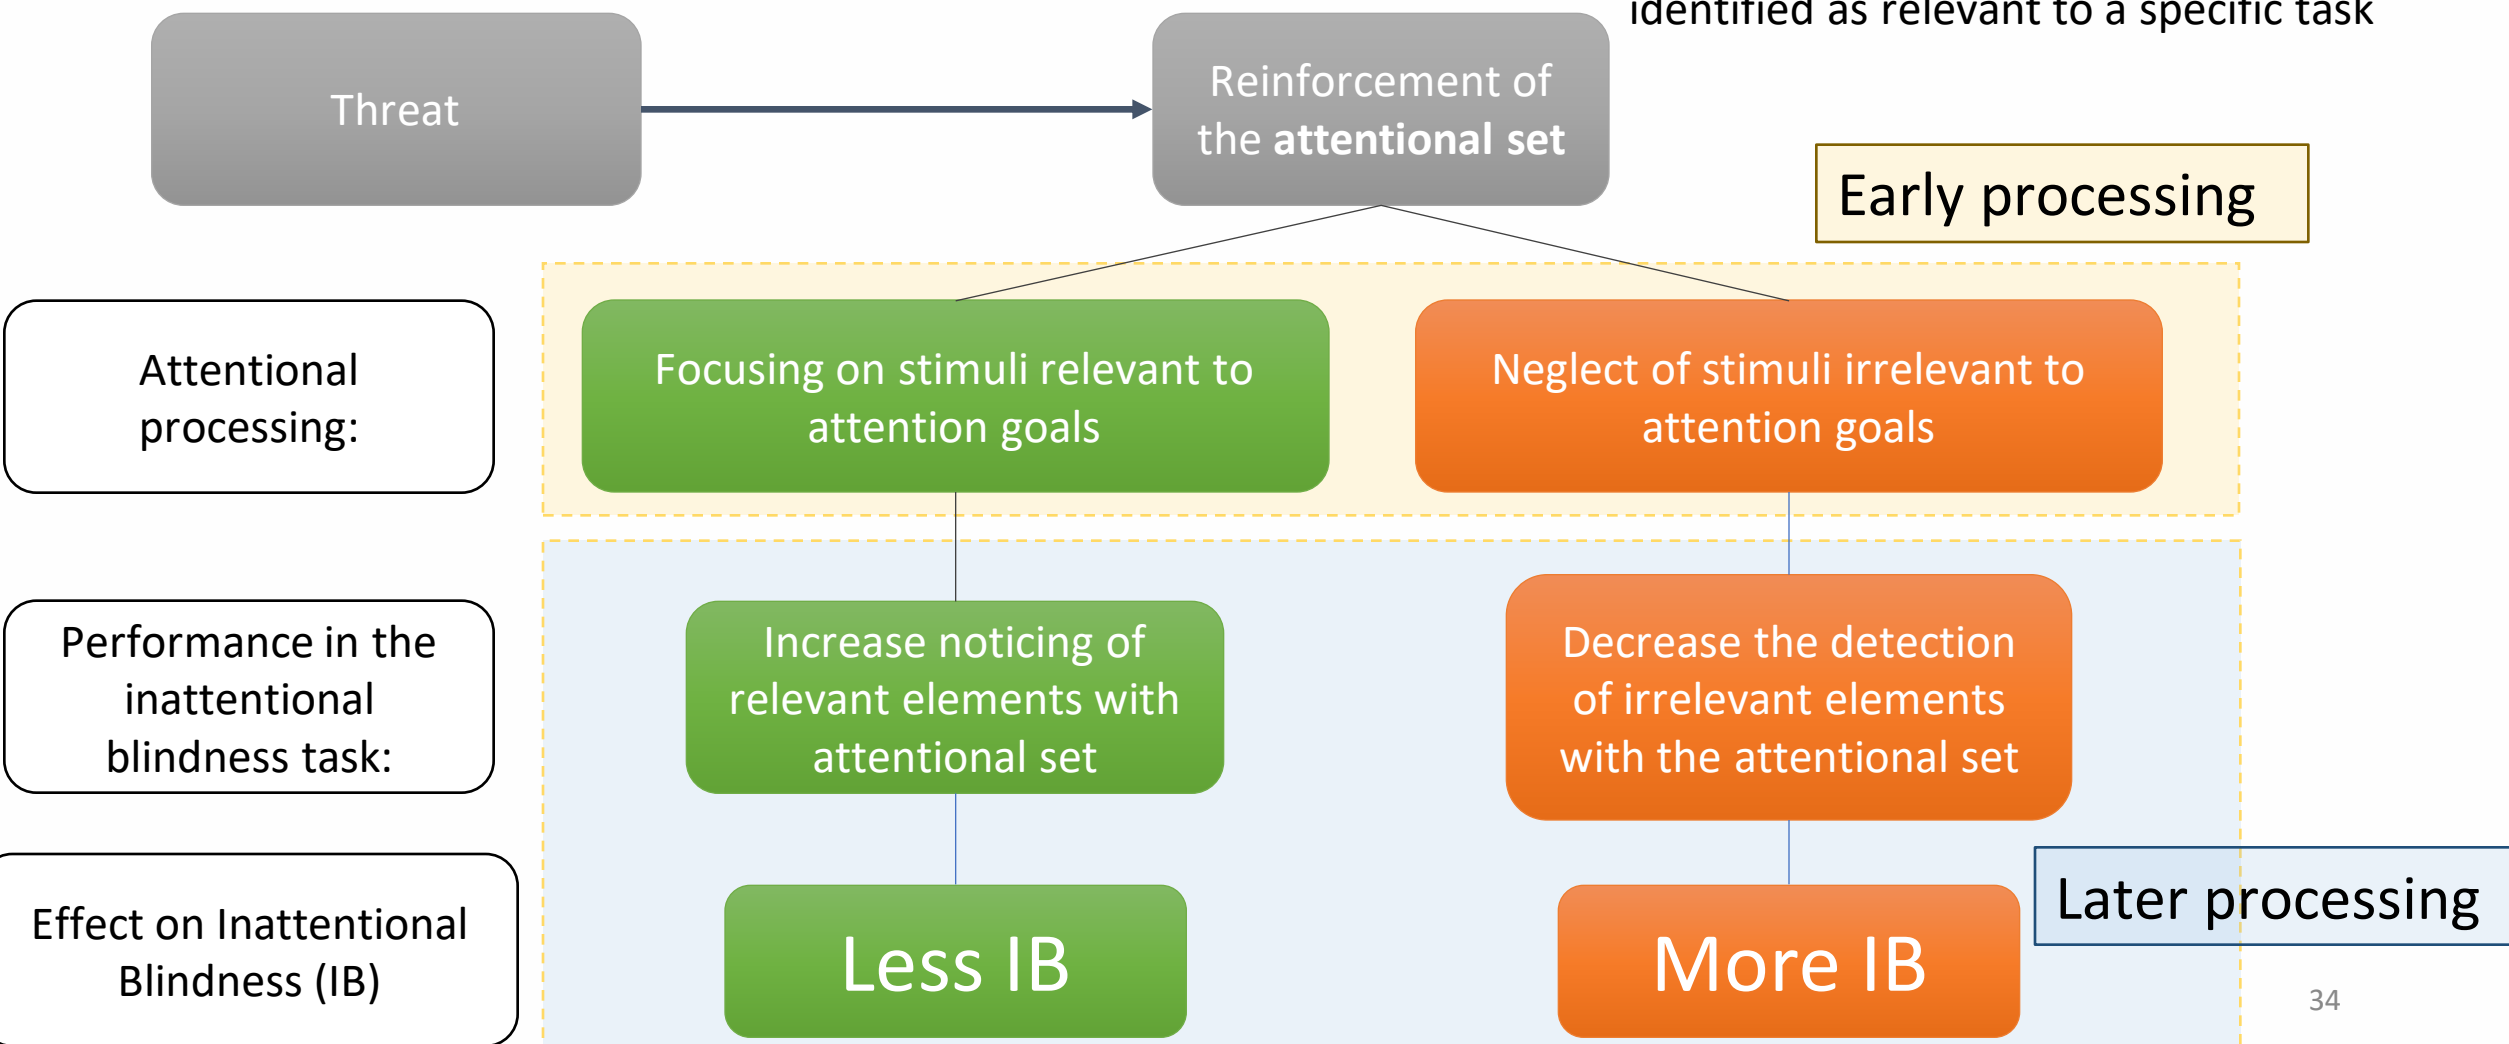 identified as relevant to a specific task
Threat
Reinforcement of
the attentional set
Early processing
Attentional
processing:
Focusing on stimuli relevant to
attention goals
Neglect of stimuli irrelevant to
attention goals
Performance in the
inattentional
blindness task:
Increase noticing of
relevant elements with
attentional set
Decrease the detection
of irrelevant elements
with the attentional set
Effect on Inattentional
Blindness (IB)
Less IB
More IB
Later processing
34